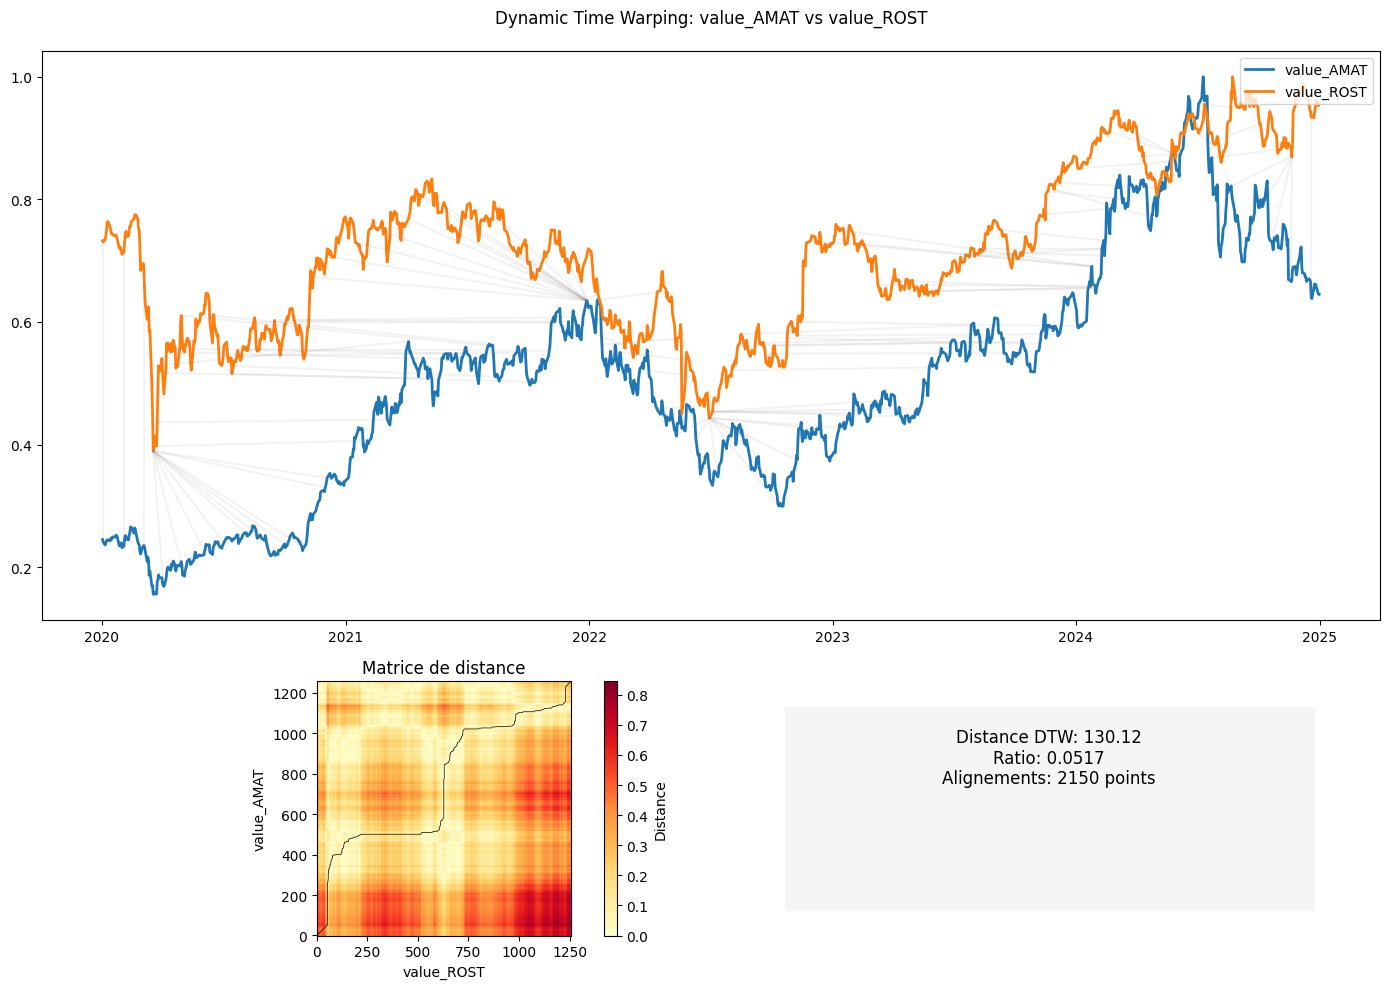 Dynamic Time Warping: value_AMAT vs value_ROST
value_AMAT
value_ROST
1.0
0.8
0.6
0.4
0.2
2020 2021 2022 2023 2024 2025
Matrice de distance
value_AMAT
1200
1000
800
600
400
200
0
0 250 500 750 1000 1250
value_ROST
0.8
0.7
0.6
0.5
0.4
0.3
0.2
0.1
0.0
Distance
Distance DTW: 130.12
Ratio: 0.0517
Alignements: 2150 points